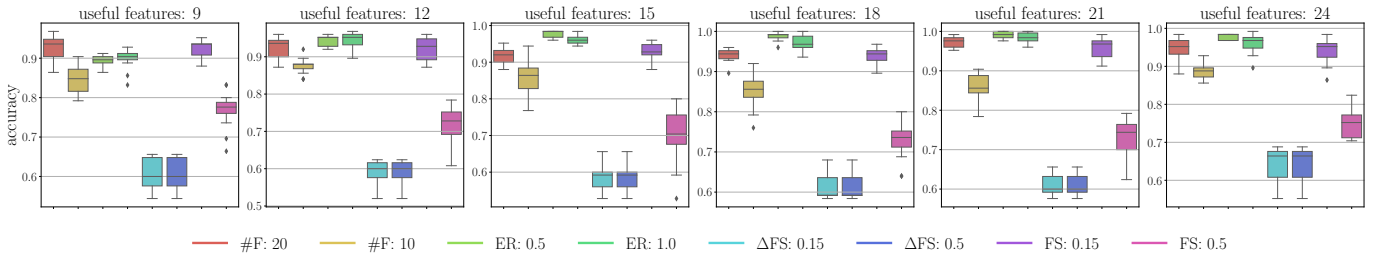 useful features: 9
useful features: 12
useful features: 15
useful features: 18
useful features: 21
useful features: 24
accuracy
0.9
0.8
0.7
0.6
0.9
0.8
0.7
0.6
0.5
1.0
0.9
0.8
0.7
0.6
0.5
1.0
0.9
0.8
0.7
0.6
1.0
0.9
0.8
0.7
0.6
1.0
0.9
0.8
0.7
0.6
#F: 20
#F: 10
ER: 0.5
ER: 1.0
ΔFS: 0.15
ΔFS: 0.5
FS: 0.15
FS: 0.5